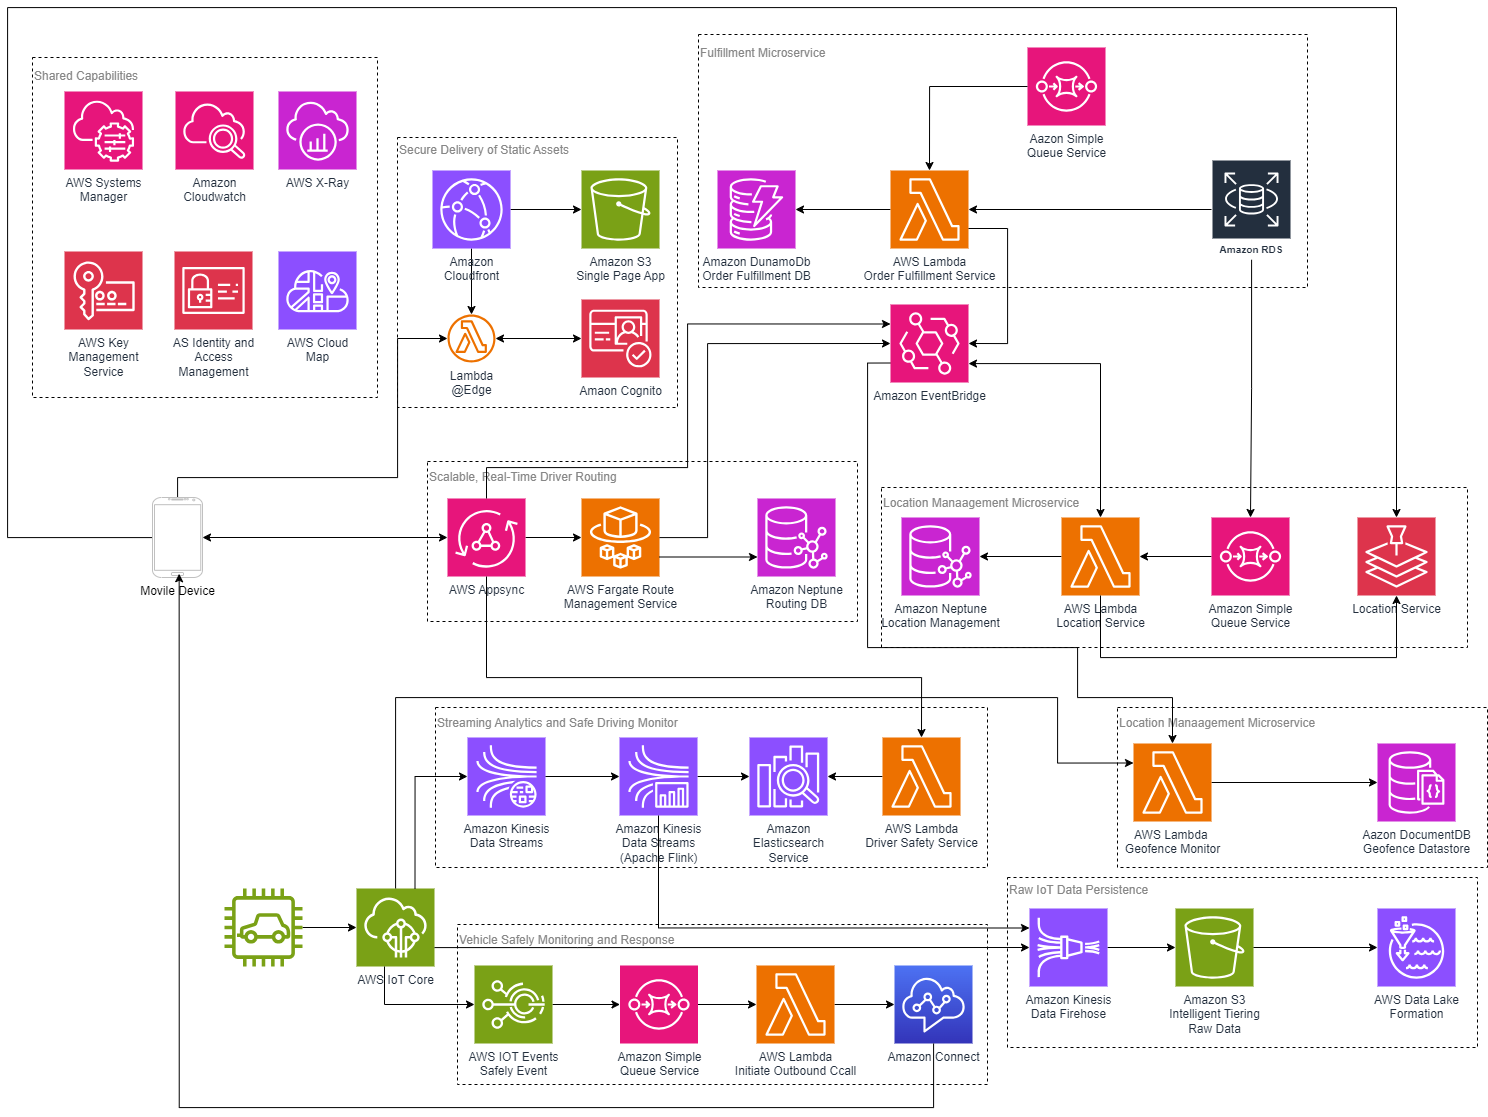 Shared Capabilities
AWS Systems
Manager
Amazon
Cloudwatch
AWS X-Ray
AWS Key
Management
Service
AS Identity and
Access
Management
AWS Cloud
Map
Secure Delivery of Static Assets
Amazon
Cloudfront
Amazon S3
Single Page App
Lambda
@Edge
Amaon Cognito
Fulfillment Microservice
Aazon Simple
Queue Service
Amazon DunamoDb
Order Fulfillment DB
AWS Lambda
Order Fulfillment Service
Amazon RDS
Amazon EventBridge
Movile Device
Scalable, Real-Time Driver Routing
AWS Appsync
AWS Fargate Route
Management Service
Amazon Neptune
Routing DB
Location Manaagement Microservice
Amazon Neptune
Location Management
AWS Lambda
Location Service
Amazon Simple
Queue Service
Location Service
Streaming Analytics and Safe Driving Monitor
Amazon Kinesis
Data Streams
Amazon Kinesis
Data Streams
(Apache Flink)
Amazon
Elasticsearch
Service
AWS Lambda
Driver Safety Service
Location Manaagement Microservice
AWS Lambda
Geofence Monitor
Aazon DocumentDB
Geofence Datastore
AWS IoT Core
Vehicle Safely Monitoring and Response
AWS IOT Events
Safely Event
Amazon Simple
Queue Service
AWS Lambda
Initiate Outbound Ccall
Amazon Connect
Raw IoT Data Persistence
Amazon Kinesis
Data Firehose
Amazon S3
Intelligent Tiering
Raw Data
AWS Data Lake
Formation